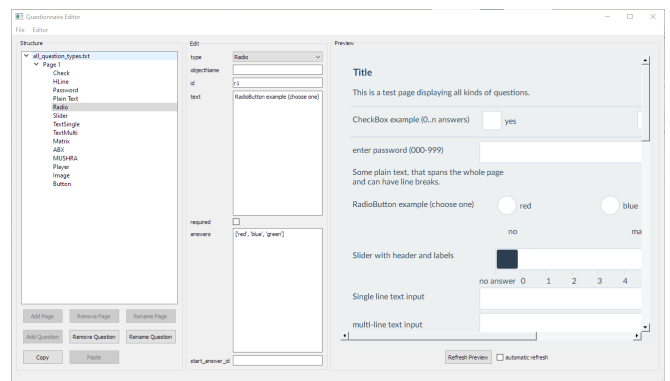 Questionnaire Editor
File Editor
Structure
all_question_types.txt
Page 1
Check
HLine
Password
Plain Text
Radio
Slider
TextSingle
TextMulti
Matrix
ABX
MUSHRA
Player
Image
Button
Add Page Remove Page Rename Page
Add Question Remove Question Rename Question
Copy Paste
Edit
type Radio
objectName
id r1
text RadioButton example (choose one)
required
answers ['red', 'blue', 'green']
start_answer_id
Preview
Title
This is a test page displaying all kinds of questions.
CheckBox example (0..n answers) yes
enter password (000-999)
Some plain text, that spans the whole page
and can have line breaks.
RadioButton example (choose one) red blue
no ma
Slider with header and labels
no answer 0 1 2 3 4
Single line text input
multi-line text input
Refresh Preview automatic refresh